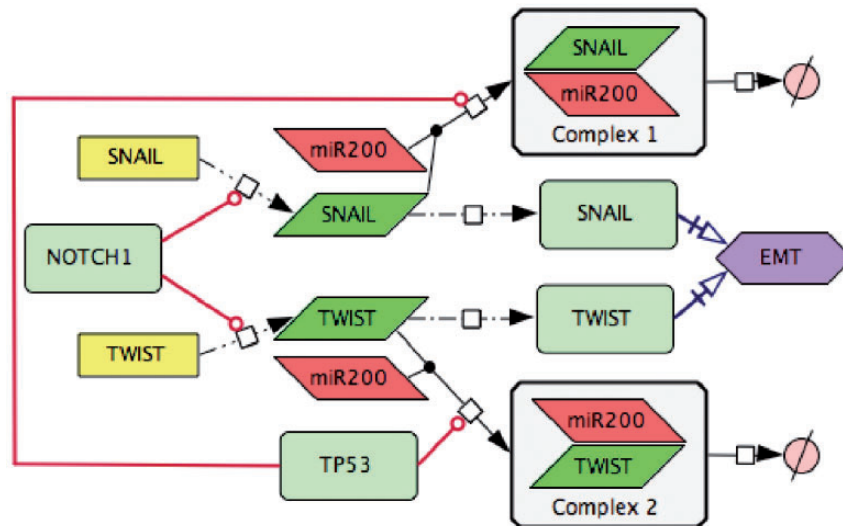 SNAIL
miR200
Complex 1
miR200
SNAIL
SNAIL
SNAIL
NOTCH1
EMT
TWIST
TWIST
TWIST
miR200
miR200
TWIST
Complex 2
TP53